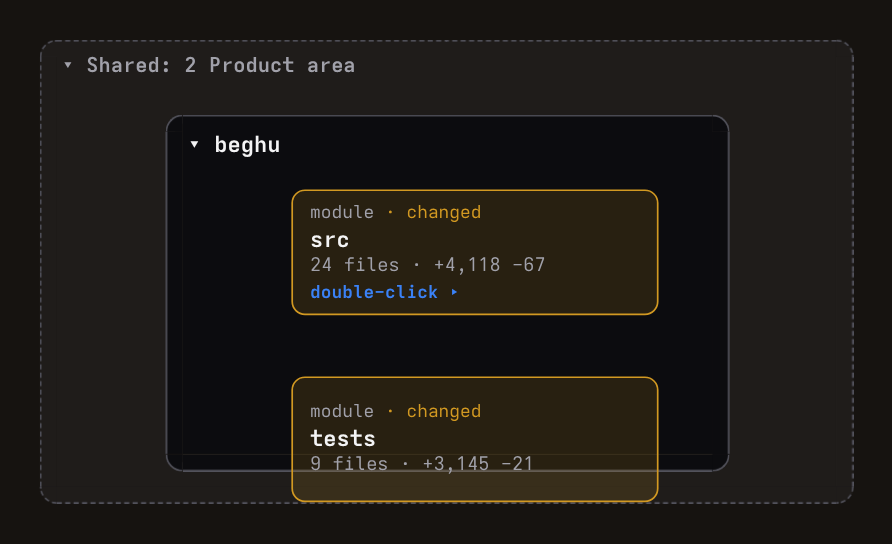 ▾ Shared: 2 Product area
▾ beghu
module · changed
src
24 files · +4,118 −67
double-click ▸
module · changed
tests
9 files · +3,145 −21